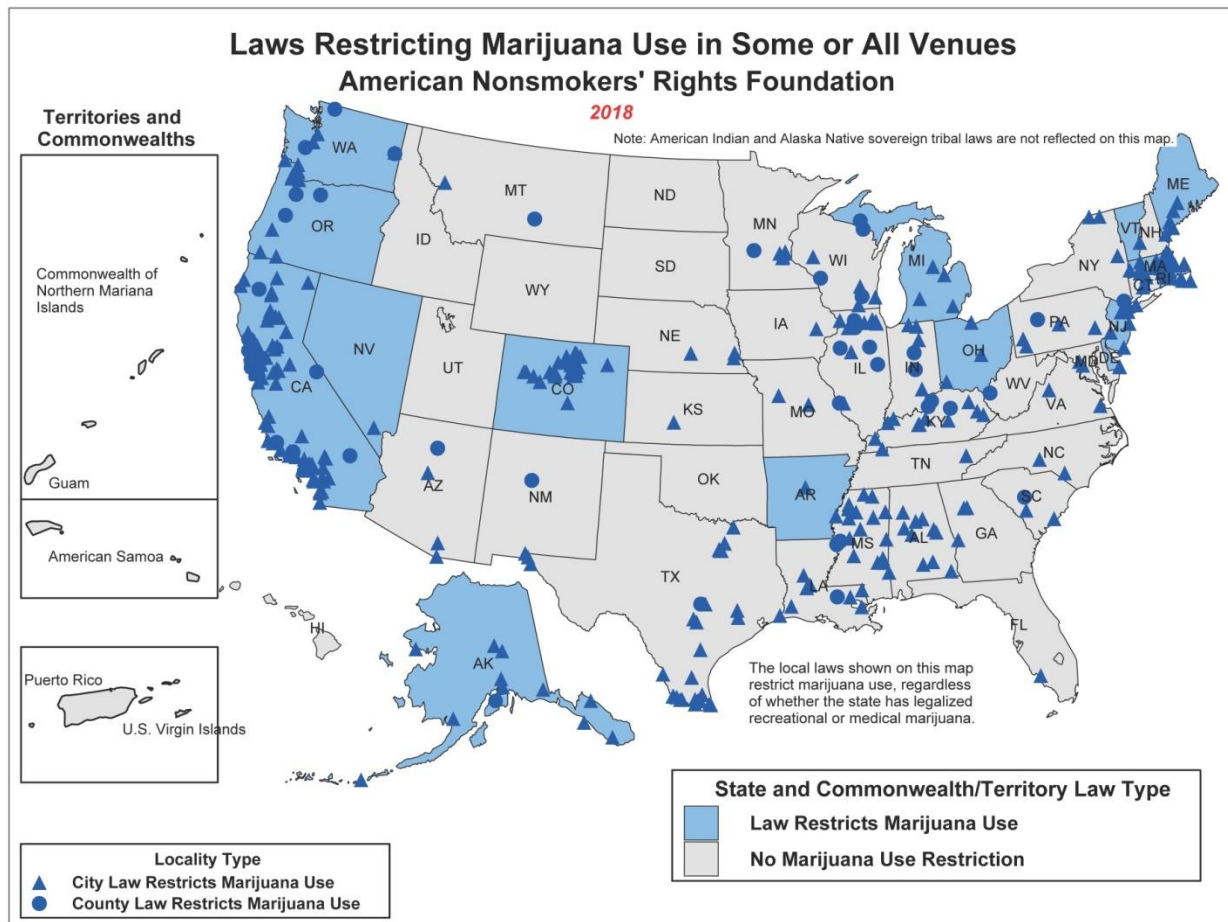 Laws Restricting Marijuana Use in Some or All Venues
American Nonsmokers' Rights Foundation
2018
Note: American Indian and Alaska Native sovereign tribal laws are not reflected on this map.
Territories and
Commonwealths
Commonwealth of
Northern Mariana
Islands
Guam
American Samoa
Puerto Rico
U.S. Virgin Islands
WA
MT
ND
MN
ME
VT
NH
OR
ID
SD
WI
MI
NY
MA
CT
RI
WY
IA
PA
NJ
NE
NV
UT
CO
IL
IN
OH
MD
DE
CA
KS
MO
WV
VA
KY
NC
TN
AZ
NM
OK
AR
SC
MS
AL
GA
TX
LA
FL
HI
AK
The local laws shown on this map
restrict marijuana use, regardless
of whether the state has legalized
recreational or medical marijuana.
State and Commonwealth/Territory Law Type
Law Restricts Marijuana Use
No Marijuana Use Restriction
Locality Type
City Law Restricts Marijuana Use
County Law Restricts Marijuana Use